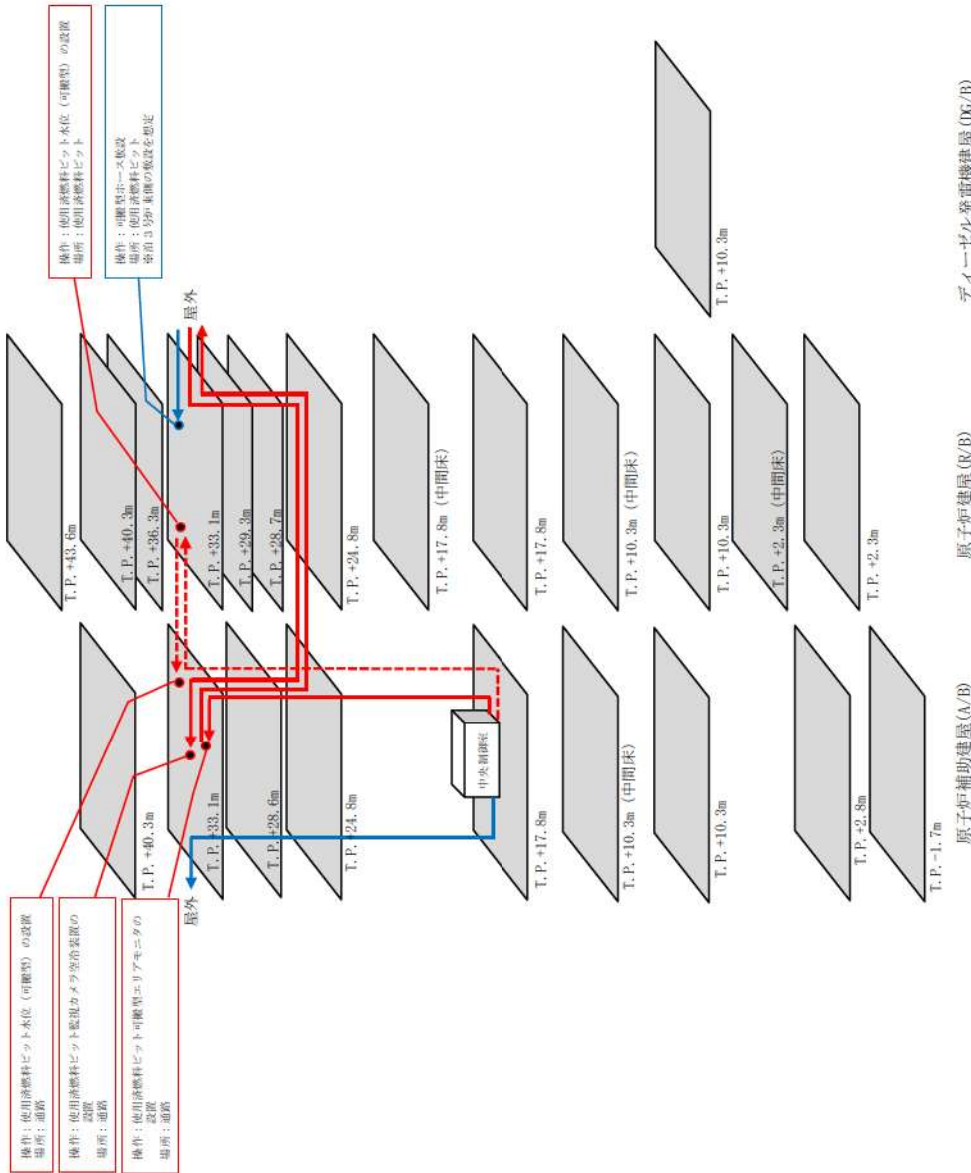 操作：使用済燃料ピット水位（可搬型）の設置
場所：使用済燃料ピット
操作：可搬型ホース敷設
場所：使用済燃料ピット
※泊3号炉東側の敷設を想定
屋外
T.P. +43.6m
T.P. +40.3m
T.P. +36.3m
T.P. +33.1m
T.P. +29.3m
T.P. +28.7m
T.P. +24.8m
T.P. +17.8m（中間床）
T.P. +17.8m
T.P. +10.3m（中間床）
T.P. +10.3m
T.P. +2.3m（中間床）
T.P. +2.3m
原子炉建屋(R/B)
T.P. +10.3m
ディーゼル発電機建屋(DG/B)
操作：使用済燃料ピット水位（可搬型）の設置
場所：通路
操作：使用済燃料ピット監視カメラ空冷装置の
設置
場所：通路
操作：使用済燃料ピット可搬型エリアモニタの
設置
場所：通路
屋外
T.P. +40.3m
T.P. +33.1m
T.P. +28.6m
T.P. +24.8m
中央制御室
T.P. +17.8m
T.P. +10.3m（中間床）
T.P. +10.3m
T.P. +2.8m
T.P. -1.7m
原子炉補助建屋(A/B)